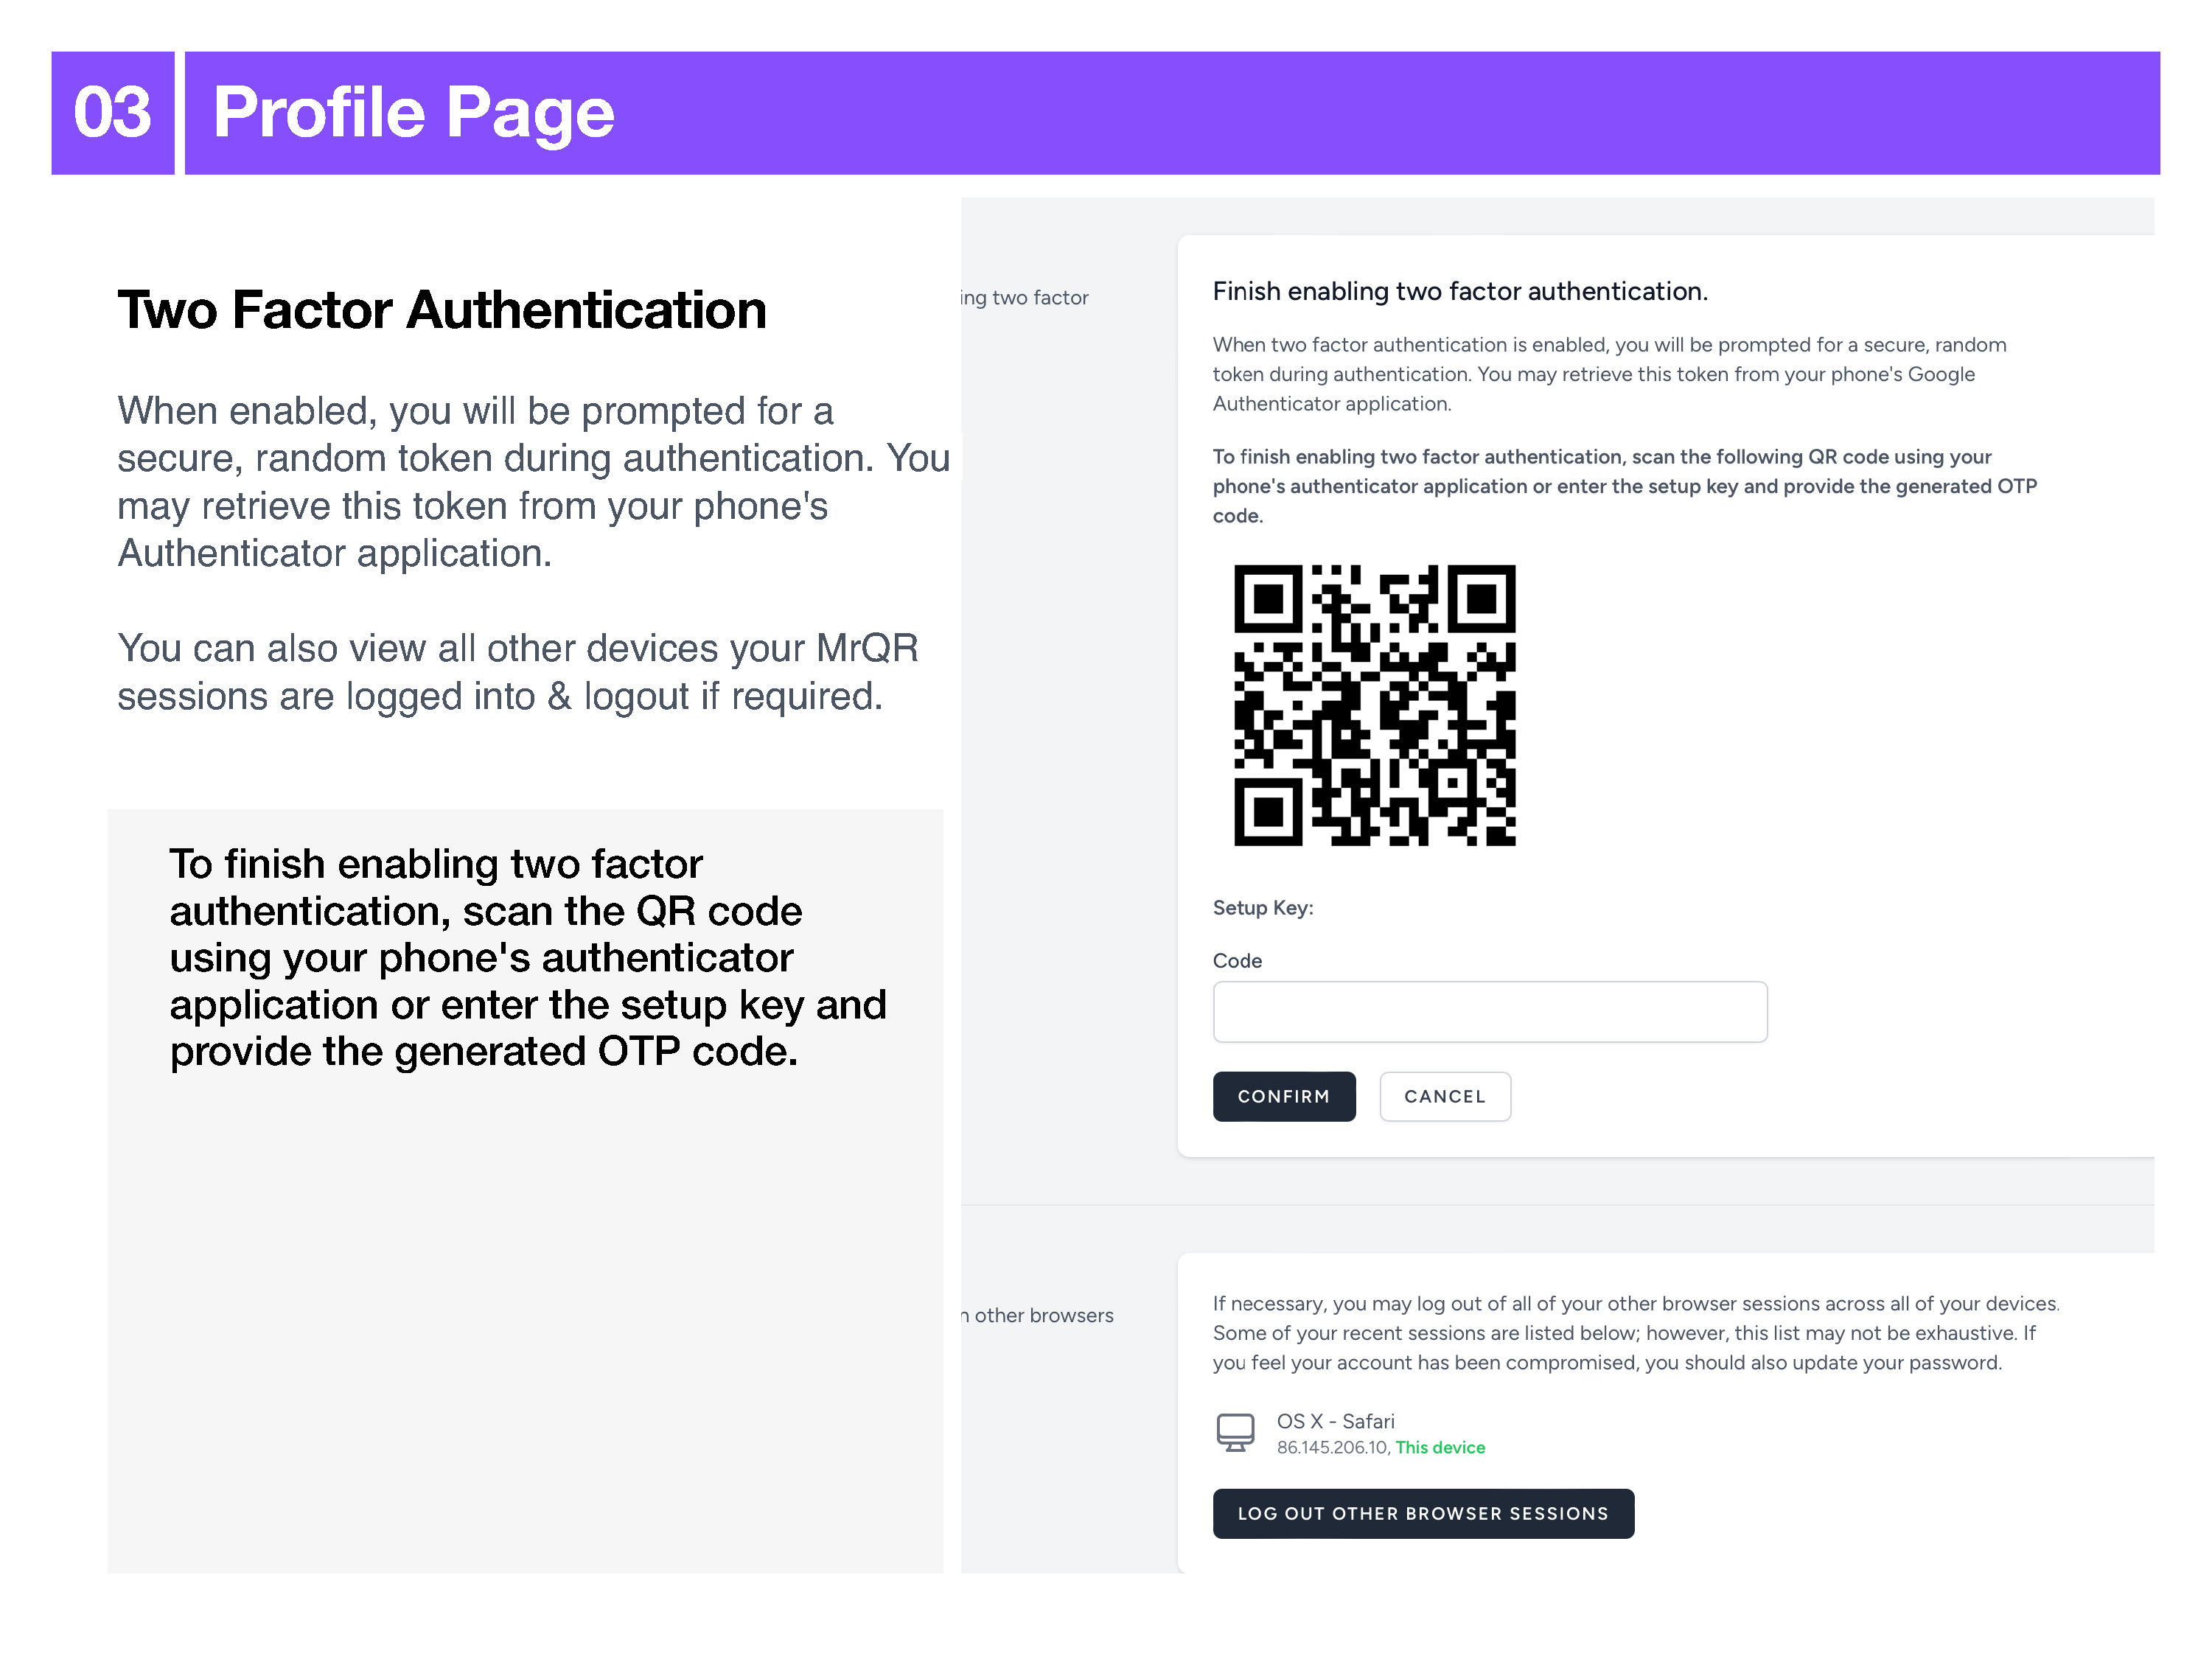 03 Profile Page
Two Factor Authentication
When enabled, you will be prompted for a
secure, random token during authentication. You
may retrieve this token from your phone's
Authenticator application.
You can also view all other devices your MrQR
sessions are logged into & logout if required.
To finish enabling two factor
authentication, scan the QR code
using your phone's authenticator
application or enter the setup key and
provide the generated OTP code.
ing two factor
Finish enabling two factor authentication.
When two factor authentication is enabled, you will be prompted for a secure, random
token during authentication. You may retrieve this token from your phone's Google
Authenticator application.
To finish enabling two factor authentication, scan the following QR code using your
phone's authenticator application or enter the setup key and provide the generated OTP
code.
Setup Key:
Code
CONFIRM CANCEL
n other browsers
If necessary, you may log out of all of your other browser sessions across all of your devices.
Some of your recent sessions are listed below; however, this list may not be exhaustive. If
you feel your account has been compromised, you should also update your password.
OS X - Safari
86.145.206.10, This device
LOG OUT OTHER BROWSER SESSIONS